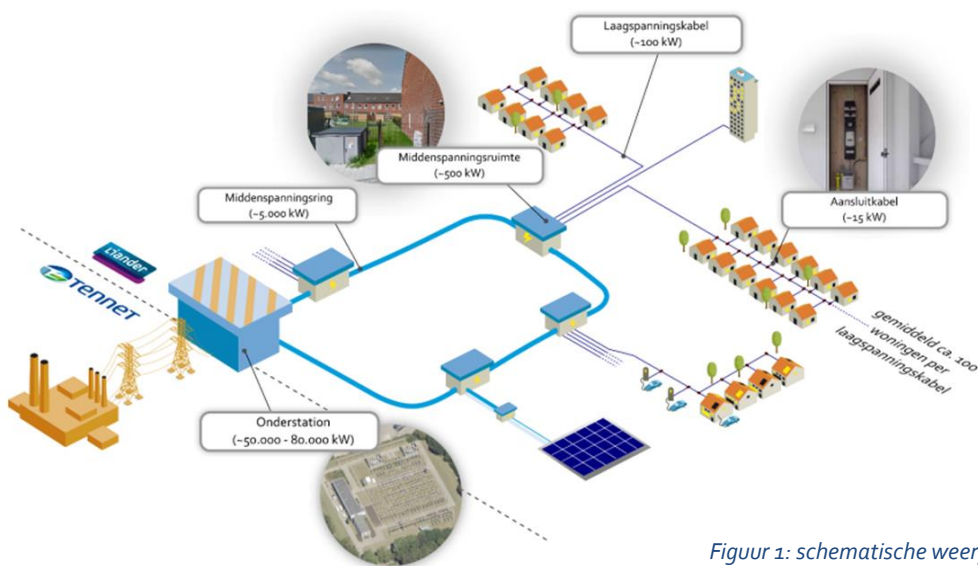 Laagspanningskabel
(~100 kW)
Middenspanningsruimte
(~500 kW)
Aansluitkabel
(~15 kW)
Middenspanningsring
(~5.000 kW)
liander
TenneT
gemiddeld ca. 100
woningen per
laagspanningskabel
Onderstation
(~50.000 - 80.000 kW)
Figuur 1: schematische weer